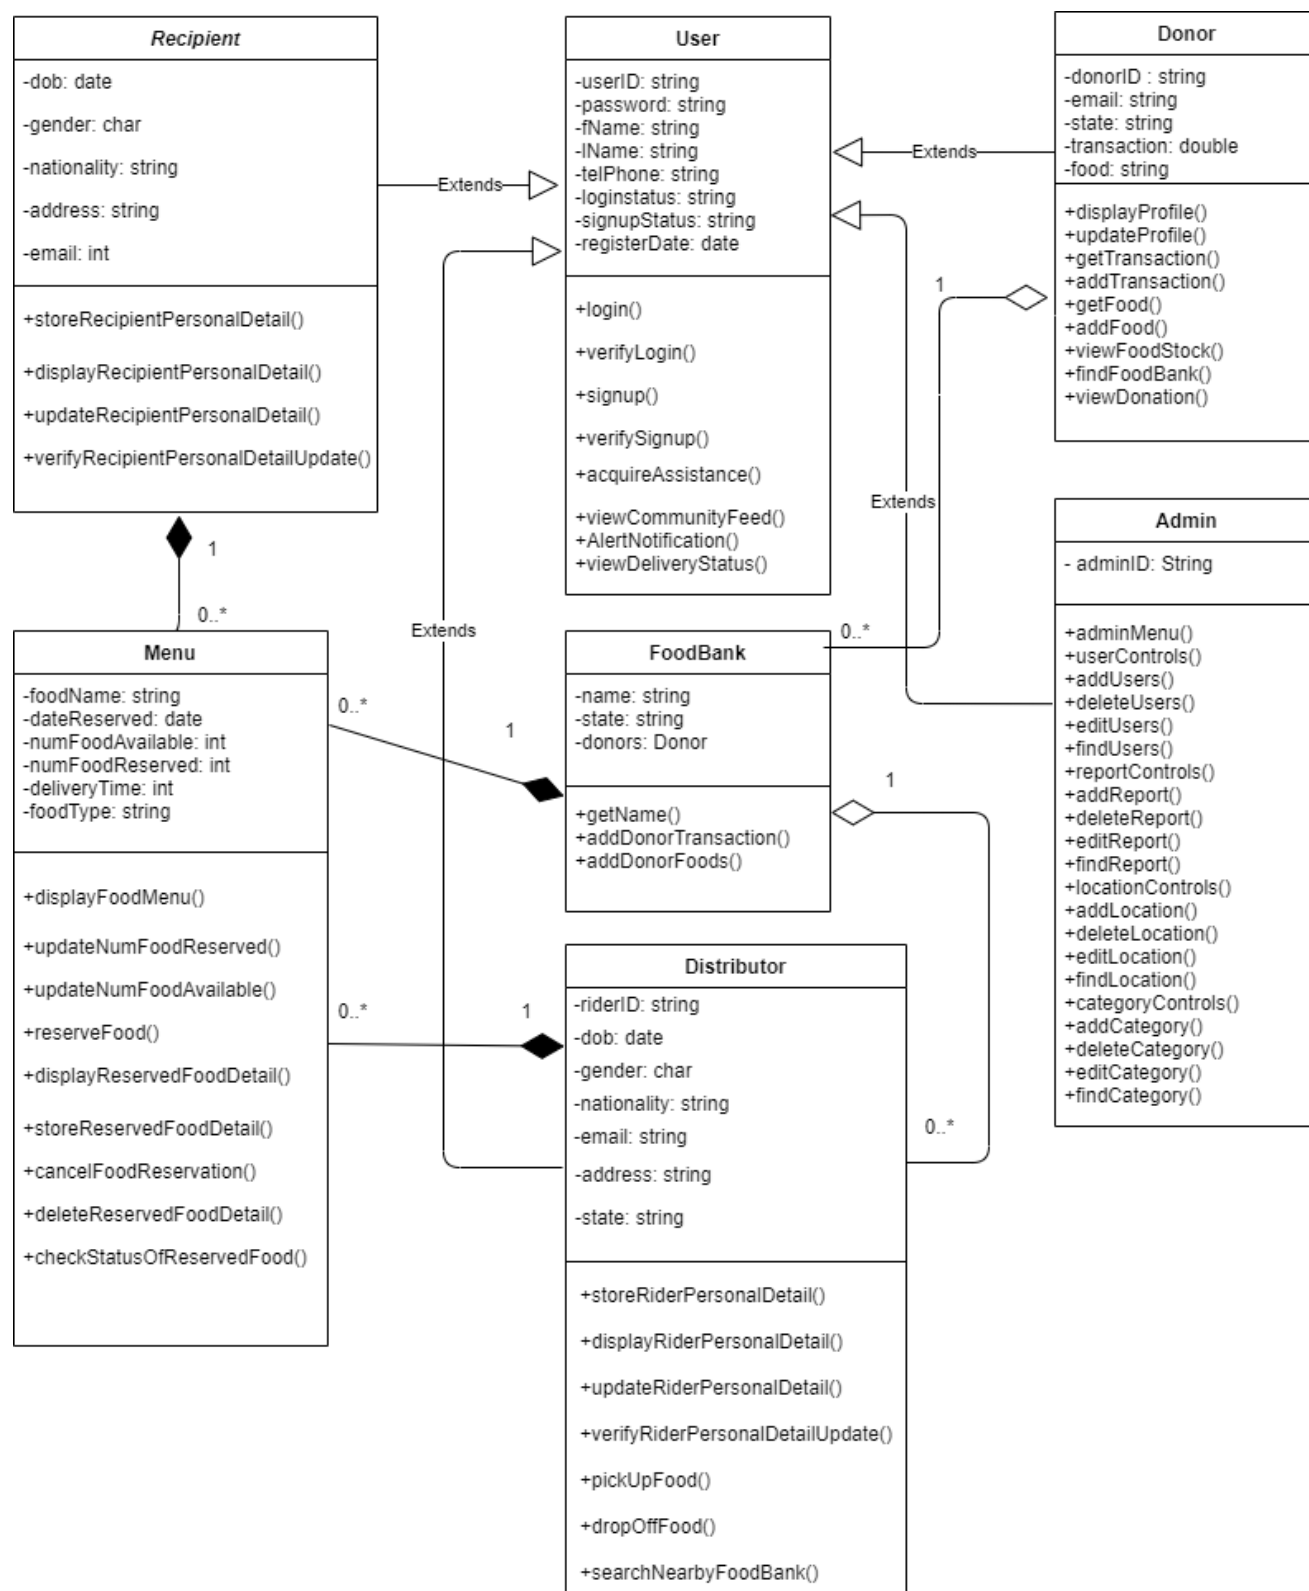 Recipient
-dob: date
-gender: char
-nationality: string
-address: string
-email: int
+storeRecipientPersonalDetail()
+displayRecipientPersonalDetail()
+updateRecipientPersonalDetail()
+verifyRecipientPersonalDetailUpdate()
Extends
User
-userID: string
-password: string
-fName: string
-lName: string
-telPhone: string
-loginstatus: string
-signupStatus: string
-registerDate: date
+login()
+verifyLogin()
+signup()
+verifySignup()
+acquireAssistance()
+viewCommunityFeed()
+AlertNotification()
+viewDeliveryStatus()
Extends
Donor
-donorID : string
-email: string
-state: string
-transaction: double
-food: string
+displayProfile()
+updateProfile()
+getTransaction()
+addTransaction()
+getFood()
+addFood()
+viewFoodStock()
+findFoodBank()
+viewDonation()
1
Extends
0..*
Admin
- adminID: String
+adminMenu()
+userControls()
+addUsers()
+deleteUsers()
+editUsers()
+findUsers()
+reportControls()
+addReport()
+deleteReport()
+editReport()
+findReport()
+locationControls()
+addLocation()
+deleteLocation()
+editLocation()
+findLocation()
+categoryControls()
+addCategory()
+deleteCategory()
+editCategory()
+findCategory()
1
0..*
Extends
Menu
-foodName: string
-dateReserved: date
-numFoodAvailable: int
-numFoodReserved: int
-deliveryTime: int
-foodType: string
+displayFoodMenu()
+updateNumFoodReserved()
+updateNumFoodAvailable()
+reserveFood()
+displayReservedFoodDetail()
+storeReservedFoodDetail()
+cancelFoodReservation()
+deleteReservedFoodDetail()
+checkStatusOfReservedFood()
0..*
1
FoodBank
-name: string
-state: string
-donors: Donor
+getName()
+addDonorTransaction()
+addDonorFoods()
1
0..*
0..*
1
Distributor
-riderID: string
-dob: date
-gender: char
-nationality: string
-email: string
-address: string
-state: string
+storeRiderPersonalDetail()
+displayRiderPersonalDetail()
+updateRiderPersonalDetail()
+verifyRiderPersonalDetailUpdate()
+pickUpFood()
+dropOffFood()
+searchNearbyFoodBank()